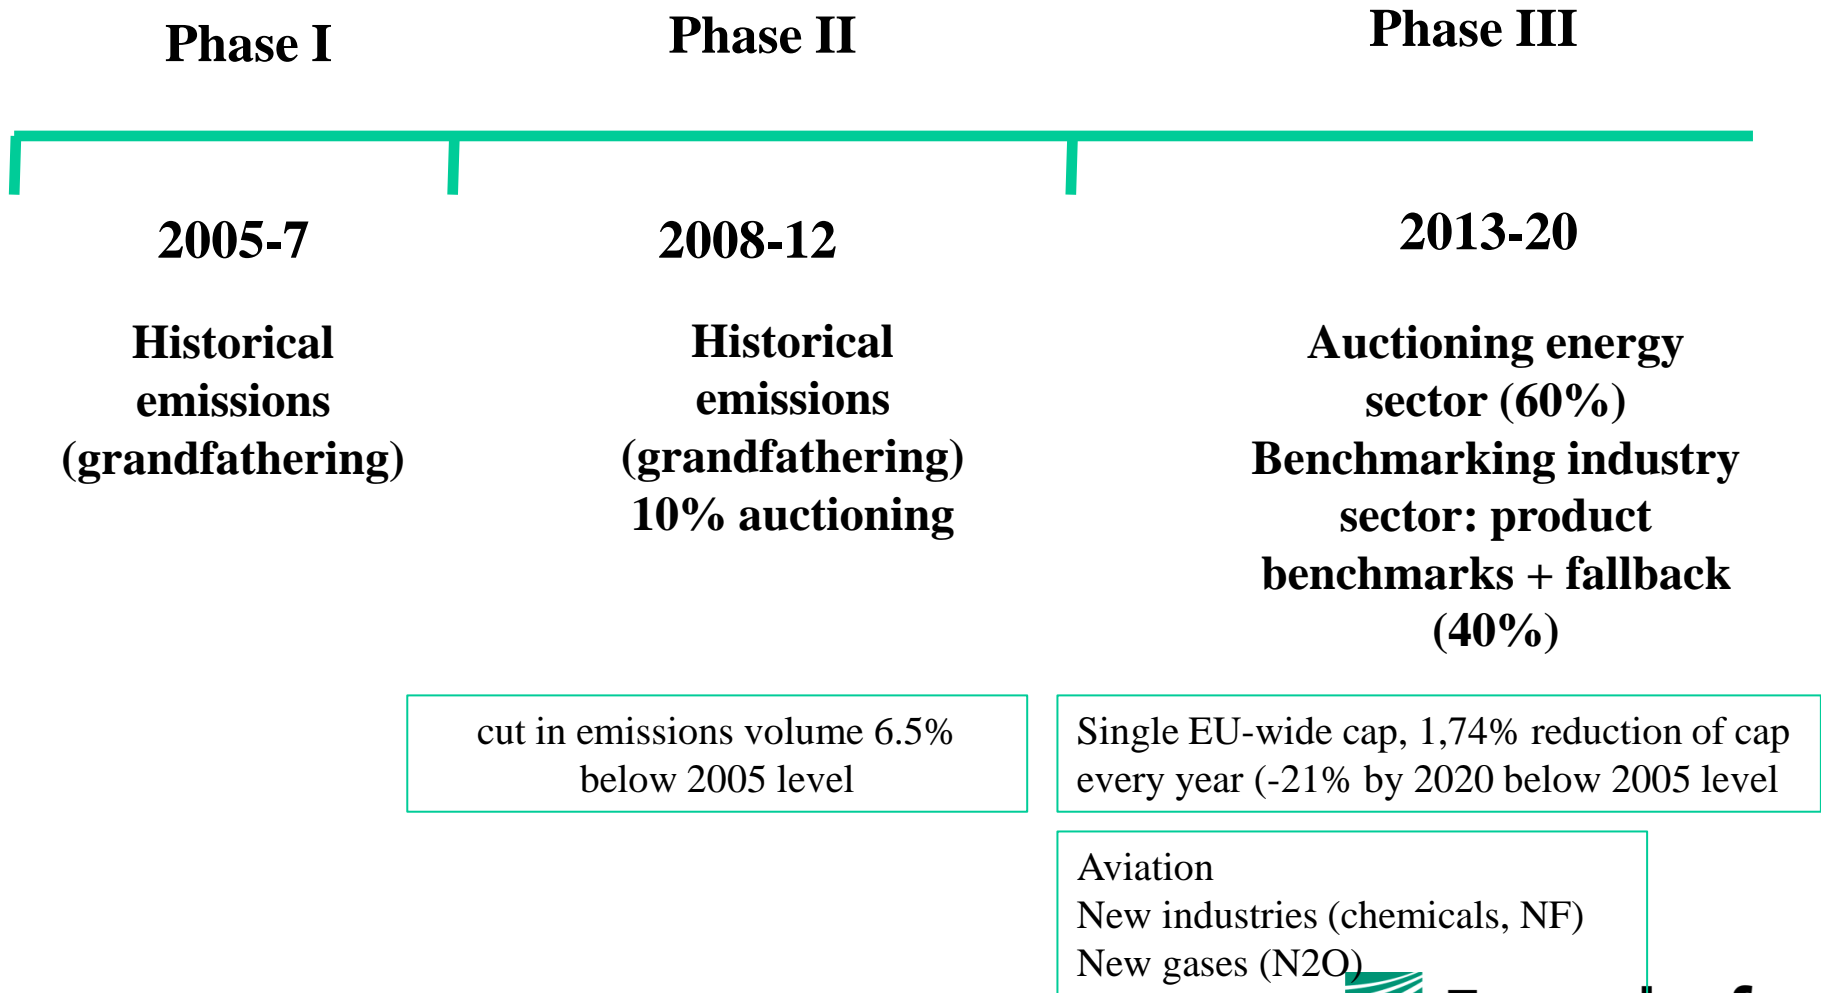 Phase I
Phase II
Phase III
2005-7
2008-12
2013-20
Historical
emissions
(grandfathering)
Historical
emissions
(grandfathering)
10% auctioning
Auctioning energy
sector (60%)
Benchmarking industry
sector: product
benchmarks + fallback
(40%)
cut in emissions volume 6.5%
below 2005 level
Single EU-wide cap, 1,74% reduction of cap
every year (-21% by 2020 below 2005 level
Aviation
New industries (chemicals, NF)
New gases (N2O)